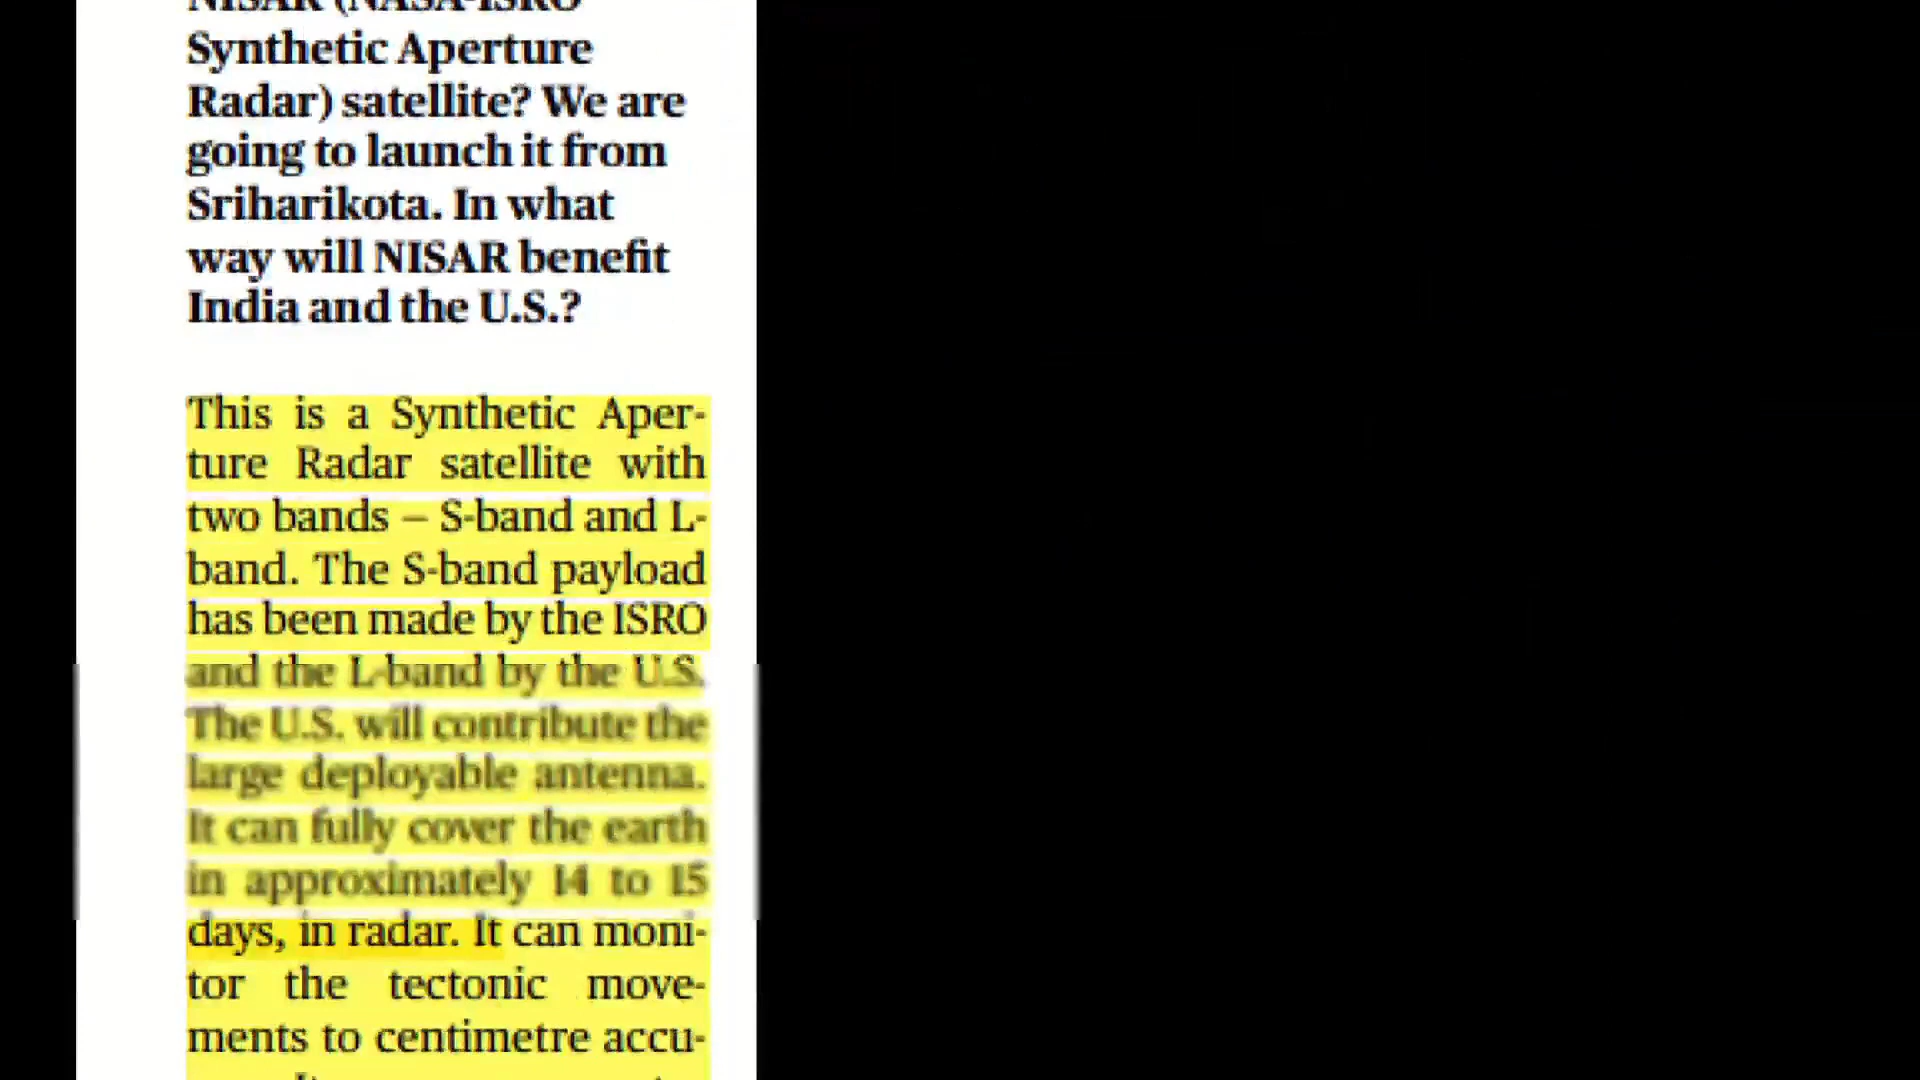 NISAR (NASA-ISRO
Synthetic Aperture
Radar) satellite? We are
going to launch it from
Sriharikota. In what
way will NISAR benefit
India and the U.S.?
This is a Synthetic Aper-
ture Radar satellite with
two bands – S-band and L-
band. The S-band payload
has been made by the ISRO
and the L-band by the U.S.
The U.S. will contribute the
large deployable antenna.
It can fully cover the earth
in approximately 14 to 15
days, in radar. It can moni-
tor the tectonic move-
ments to centimetre accu-